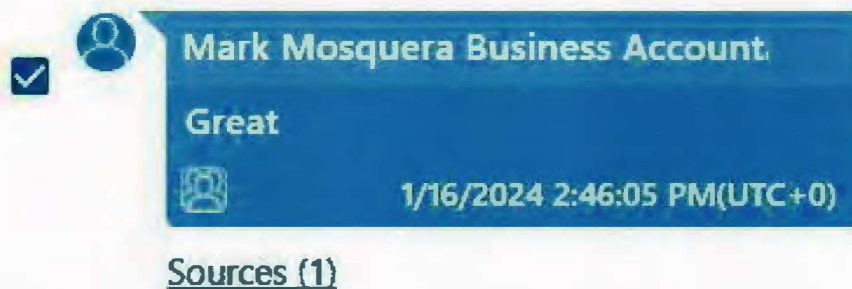 Mark Mosquera Business Account
Great
1/16/2024 2:46:05 PM(UTC+0)
Sources (1)